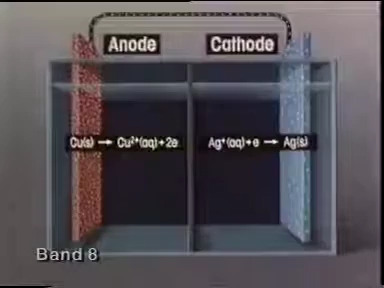 Anode Cathode
Cu(s) → Cu²⁺(aq)+2e Ag⁺(aq)+e → Ag(s)
Band 8